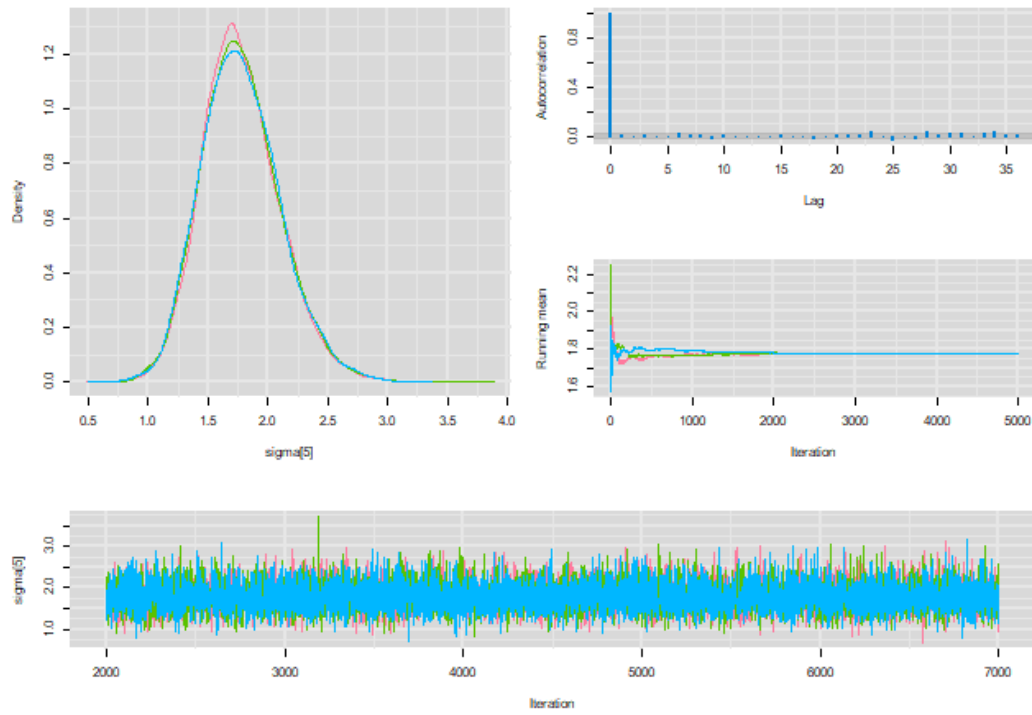 Density
0.0 0.2 0.4 0.6 0.8 1.0 1.2
0.5 1.0 1.5 2.0 2.5 3.0 3.5 4.0
sigma[5]
Autocorrelation
0.0 0.4 0.8
0 5 10 15 20 25 30 35
Lag
Running mean
1.6 1.8 2.0 2.2
0 1000 2000 3000 4000 5000
Iteration
sigma[5]
1.0 2.0 3.0
2000 3000 4000 5000 6000 7000
Iteration